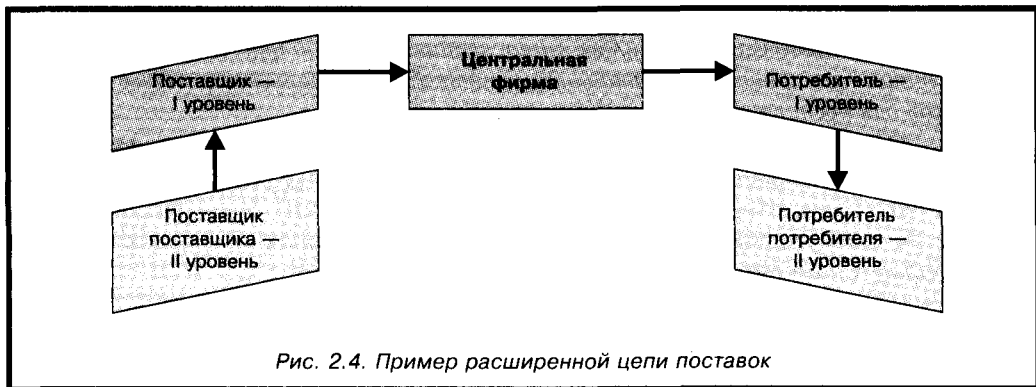 Поставщик —
I уровень
Центральная
фирма
Потребитель —
I уровень
Поставщик
поставщика —
II уровень
Потребитель
потребителя —
II уровень
Рис. 2.4. Пример расширенной цепи поставок